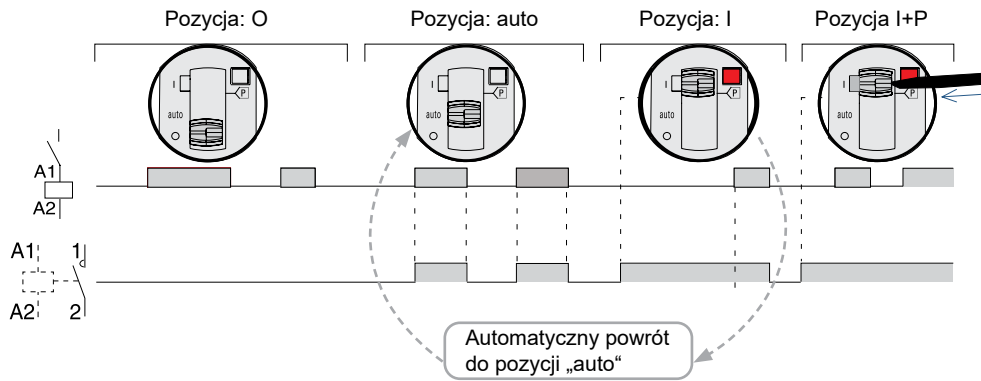 Pozycja: O
Pozycja: auto
Pozycja: I
Pozycja I+P
I
P
auto
O
I
P
auto
O
I
P
auto
O
I
P
auto
O
A1
A2
A1 1
A2 2
Automatyczny powrót
do pozycji „auto“